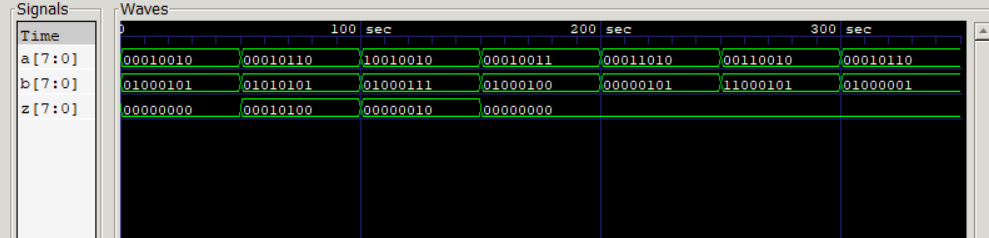 Signals Waves
Time 0 100 sec 200 sec 300 sec
a[7:0] 00010010 00010110 10010010 00010011 00011010 00110010 00010110
b[7:0] 01000101 01010101 01000111 01000100 00000101 11000101 01000001
z[7:0] 00000000 00010100 00000010 00000000